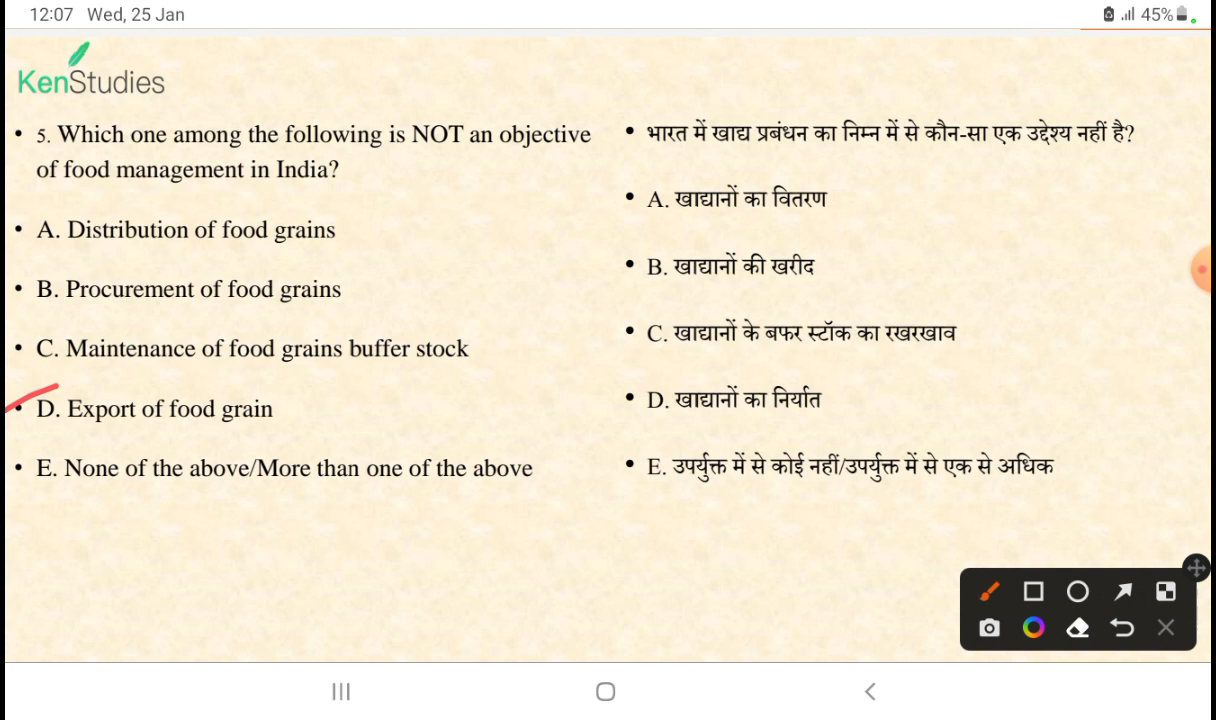 12:07 Wed, 25 Jan
45%
KenStudies
• 5. Which one among the following is NOT an objective
of food management in India?
• A. Distribution of food grains
• B. Procurement of food grains
• C. Maintenance of food grains buffer stock
• D. Export of food grain
• E. None of the above/More than one of the above
• भारत में खाद्य प्रबंधन का निम्न में से कौन-सा एक उद्देश्य नहीं है?
• A. खाद्यानों का वितरण
• B. खाद्यानों की खरीद
• C. खाद्यानों के बफर स्टॉक का रखरखाव
• D. खाद्यानों का निर्यात
• E. उपर्युक्त में से कोई नहीं/उपर्युक्त में से एक से अधिक